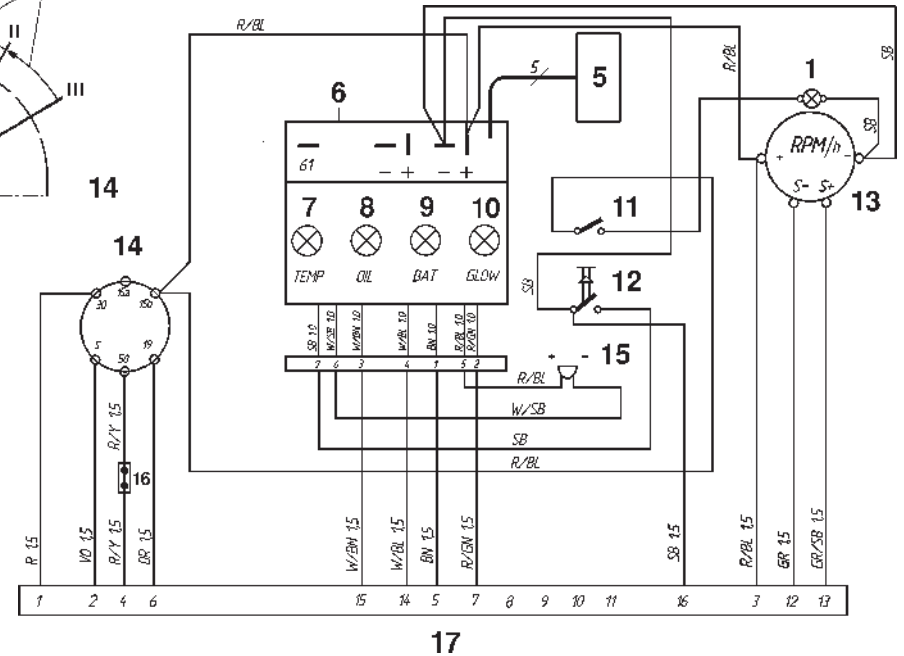 II
III
14
R/BL
6
5
5
R/BL
SB
1
SB
RPM/h
+ -
S- S+
13
61
- + - +
7 8 9 10
TEMP OIL BAT GLOW
11
SB
12
14
30 15a 15b
5 50 19
SB 1.0
W/SB 1.0
W/BN 1.0
W/BL 1.0
BN 1.0
R/BL 1.0
R/GN 1.0
7 6 3 4 1 5 2
+ - 15
R/BL
W/SB
SB
R/BL
R/Y 1,5
16
R 1,5
VO 1,5
R/Y 1,5
OR 1,5
W/BN 1,5
W/BL 1,5
BN 1,5
R/GN 1,5
SB 1,5
R/BL 1,5
GR 1,5
GR/SB 1,5
1 2 4 6 15 14 5 7 8 9 10 11 16 3 12 13
17